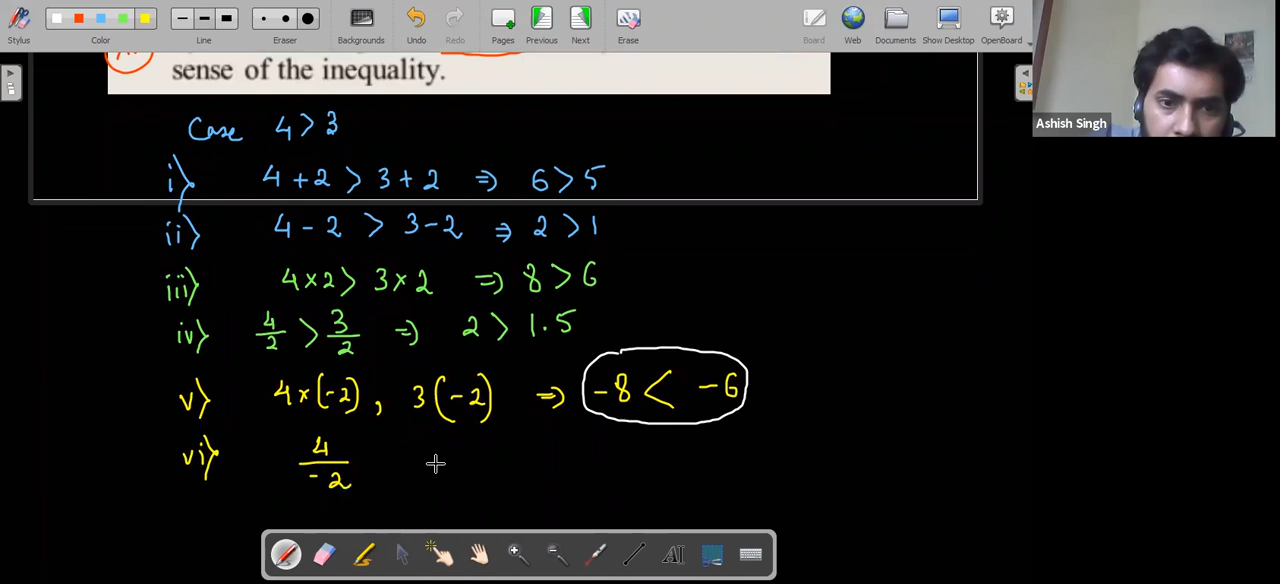 Stylus
Color
Line
Eraser
Backgrounds
Undo
Redo
Pages
Previous
Next
Erase
Board
Web
Documents
Show Desktop
OpenBoard
Ashish Singh
sense of the inequality.
Case 4 > 3
i) 4 + 2 > 3 + 2 ⇒ 6 > 5
ii) 4 - 2 > 3 - 2 ⇒ 2 > 1
iii) 4 × 2 > 3 × 2 ⇒ 8 > 6
iv) 4/2 > 3/2 ⇒ 2 > 1.5
v) 4 × (-2) , 3 (-2) ⇒ -8 < -6
vi) 4/-2
AI